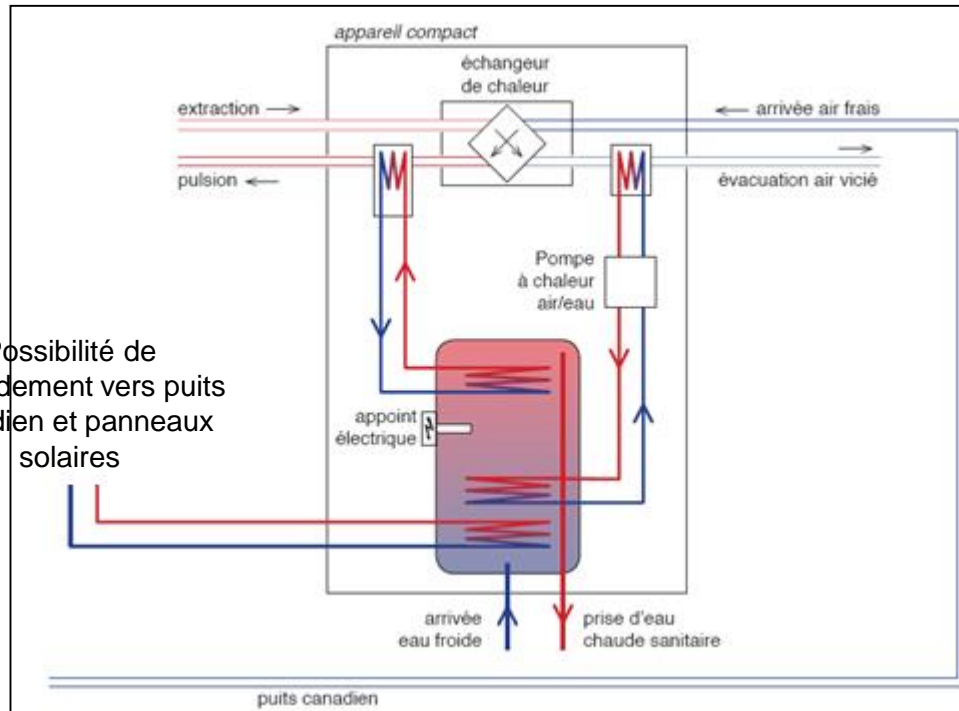 appareil compact
échangeur
de chaleur
extraction
arrivée air frais
pulsion
évacuation air vicié
Pompe
à chaleur
air/eau
ossibilité de
dement vers puits
dien et panneaux
solaires
appoint
électrique
arrivée
eau froide
prise d'eau
chaude sanitaire
puits canadien